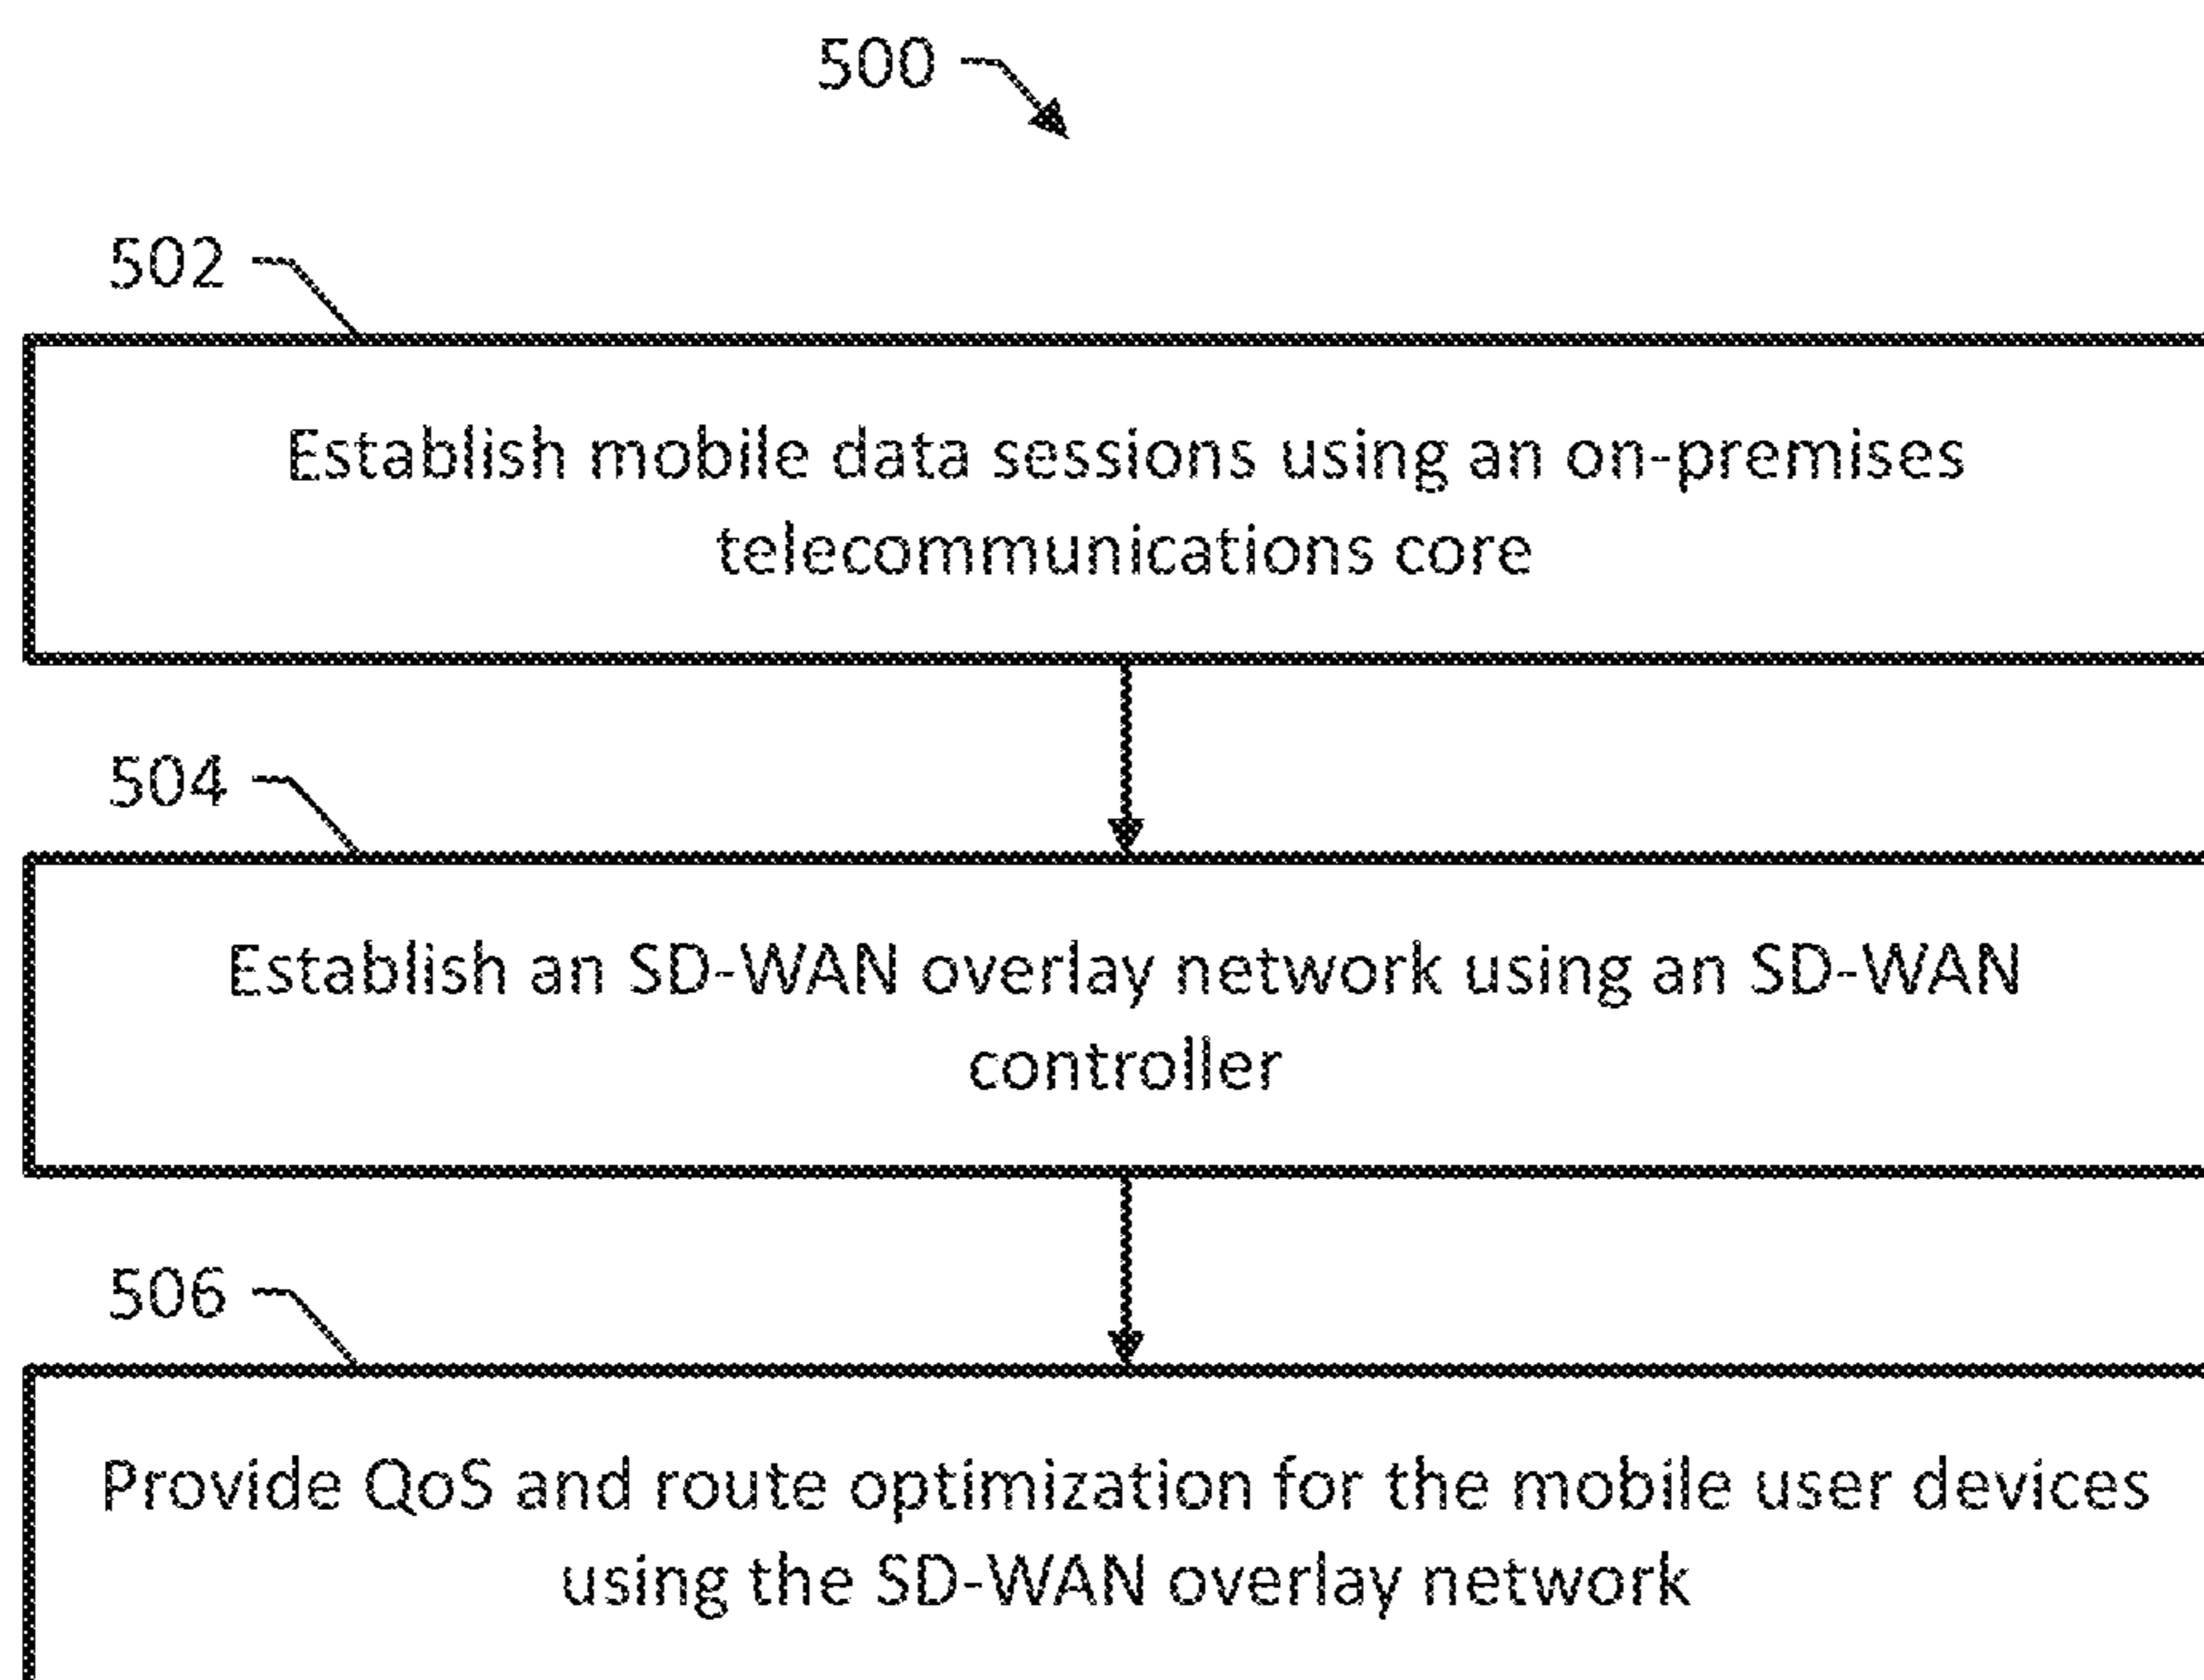 500
502
Establish mobile data sessions using an on-premises
telecommunications core
504
Establish an SD-WAN overlay network using an SD-WAN
controller
506
Provide QoS and route optimization for the mobile user devices
using the SD-WAN overlay network